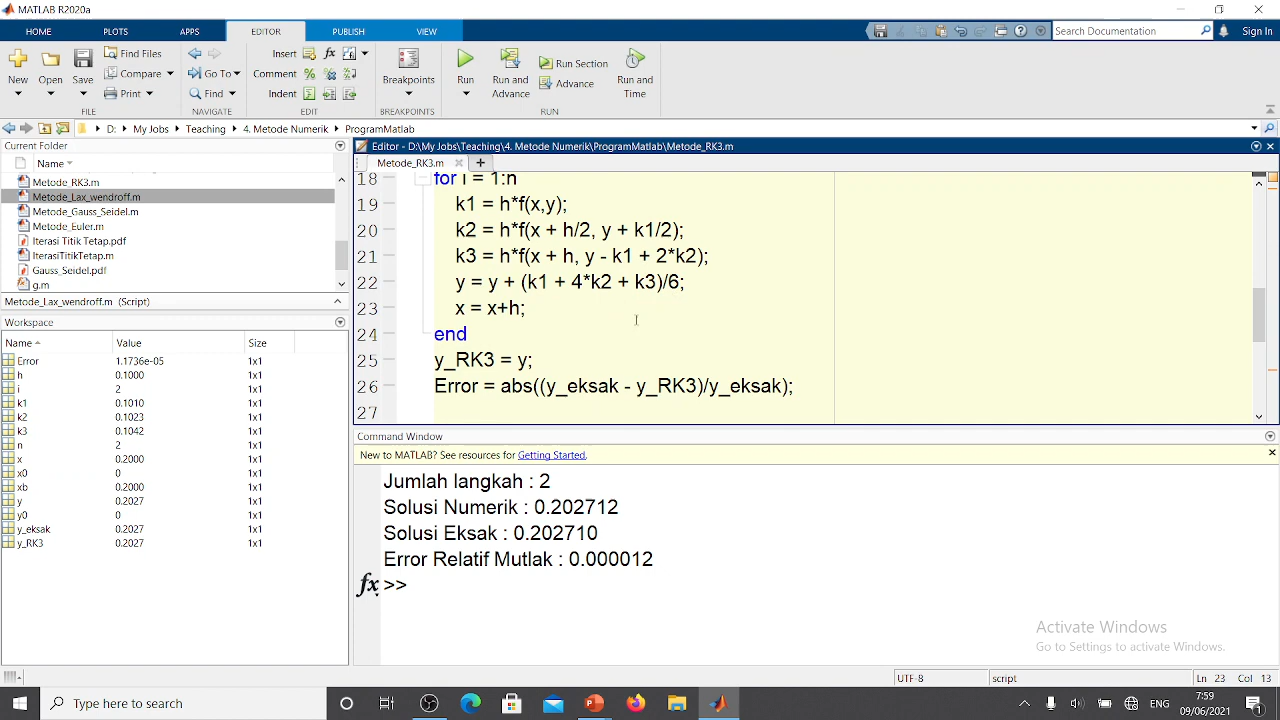 MATLAB R2020a
HOME PLOTS APPS EDITOR PUBLISH VIEW
Search Documentation
Sign In
New Open Save
Find Files
Compare
Print
Go To
Find
Insert
Comment
Indent
Breakpoints
Run
Run and Advance
Run Section
Advance
Run and Time
FILE NAVIGATE EDIT BREAKPOINTS RUN
D: My Jobs Teaching 4. Metode Numerik ProgramMatlab
Current Folder
Name
Metode_RK3.m
Metode_Lax_wendroff.m
Metode_Gauss_Seidel.m
Metode_Euler.m
Iterasi Titik Tetap.pdf
IterasiTitikTetap.m
Gauss_Seidel.pdf
g.m
Metode_Lax_wendroff.m (Script)
Workspace
Name Value Size
Error 1.1736e-05 1x1
h 0.1000 1x1
i 2 1x1
k1 0.1010 1x1
k2 0.1023 1x1
k3 0.1042 1x1
n 2 1x1
x 0.2000 1x1
x0 0 1x1
xb 0.2000 1x1
y 0.2027 1x1
y0 0 1x1
y_eksak 0.2027 1x1
y_RK3 0.2027 1x1
Editor - D:\My Jobs\Teaching\4. Metode Numerik\ProgramMatlab\Metode_RK3.m
Metode_RK3.m
18 for i = 1:n
19 k1 = h*f(x,y);
20 k2 = h*f(x + h/2, y + k1/2);
21 k3 = h*f(x + h, y - k1 + 2*k2);
22 y = y + (k1 + 4*k2 + k3)/6;
23 x = x+h;
24 end
25 y_RK3 = y;
26 Error = abs((y_eksak - y_RK3)/y_eksak);
27
Command Window
New to MATLAB? See resources for Getting Started.
Jumlah langkah : 2
Solusi Numerik : 0.202712
Solusi Eksak : 0.202710
Error Relatif Mutlak : 0.000012
fx >>
Activate Windows
Go to Settings to activate Windows.
UTF-8 script Ln 23 Col 13
Type here to search
7:59
09/06/2021
1